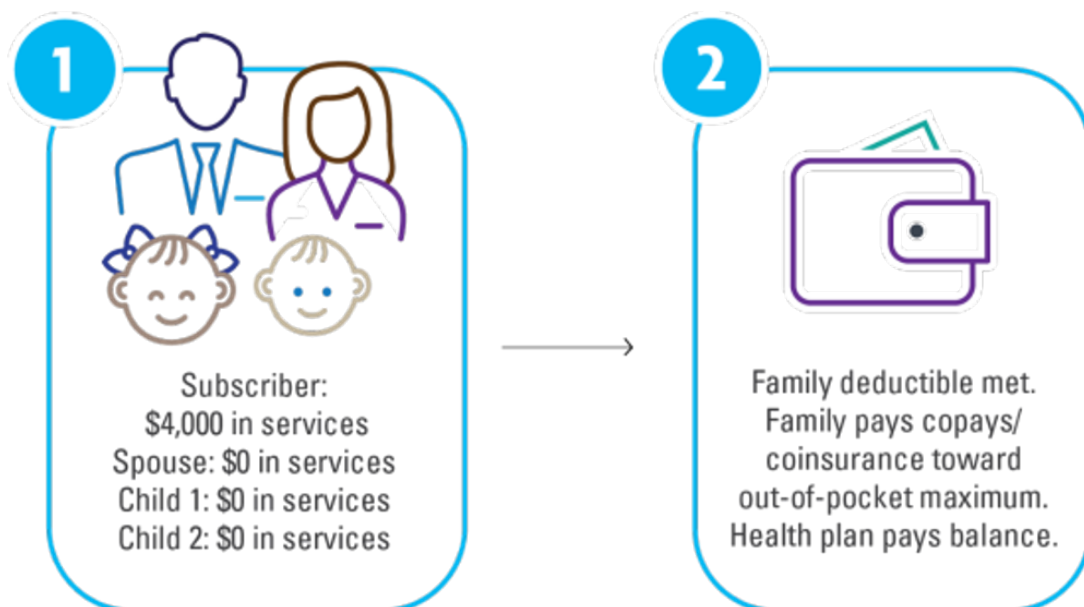 1
Subscriber:
$4,000 in services
Spouse: $0 in services
Child 1: $0 in services
Child 2: $0 in services
2
Family deductible met.
Family pays copays/
coinsurance toward
out-of-pocket maximum.
Health plan pays balance.